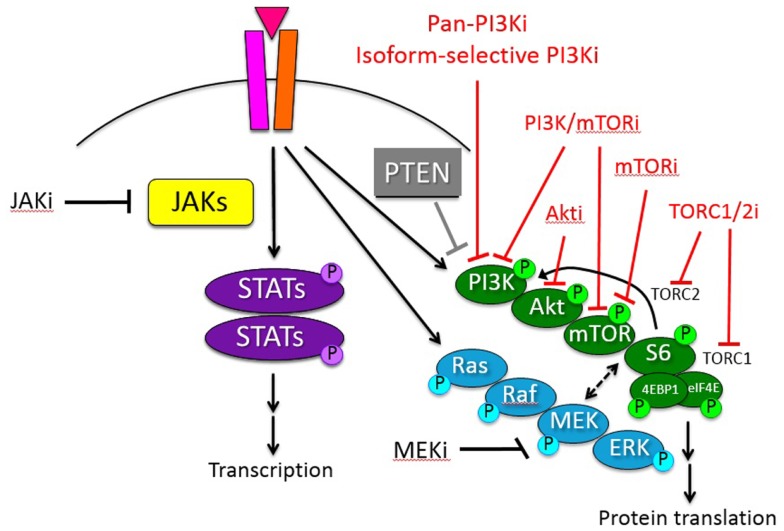 Pan-PI3Ki
Isoform-selective PI3Ki
PI3K/mTORi
PTEN
mTORi
JAKi
JAKs
Akti
TORC1/2i
P
STATs
STATs
P
PI3K
P
Akt
P
mTOR
P
TORC2
S6
P
TORC1
4EBP1
eIF4E
P
P
Ras
P
Raf
P
MEK
P
ERK
P
MEKi
Transcription
Protein translation